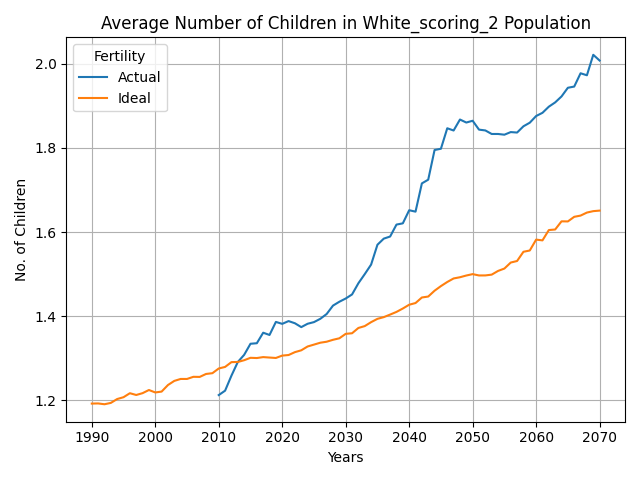 Average Number of Children in White_scoring_2 Population
Fertility
Actual
Ideal
No. of Children
2.0
1.8
1.6
1.4
1.2
1990 2000 2010 2020 2030 2040 2050 2060 2070
Years